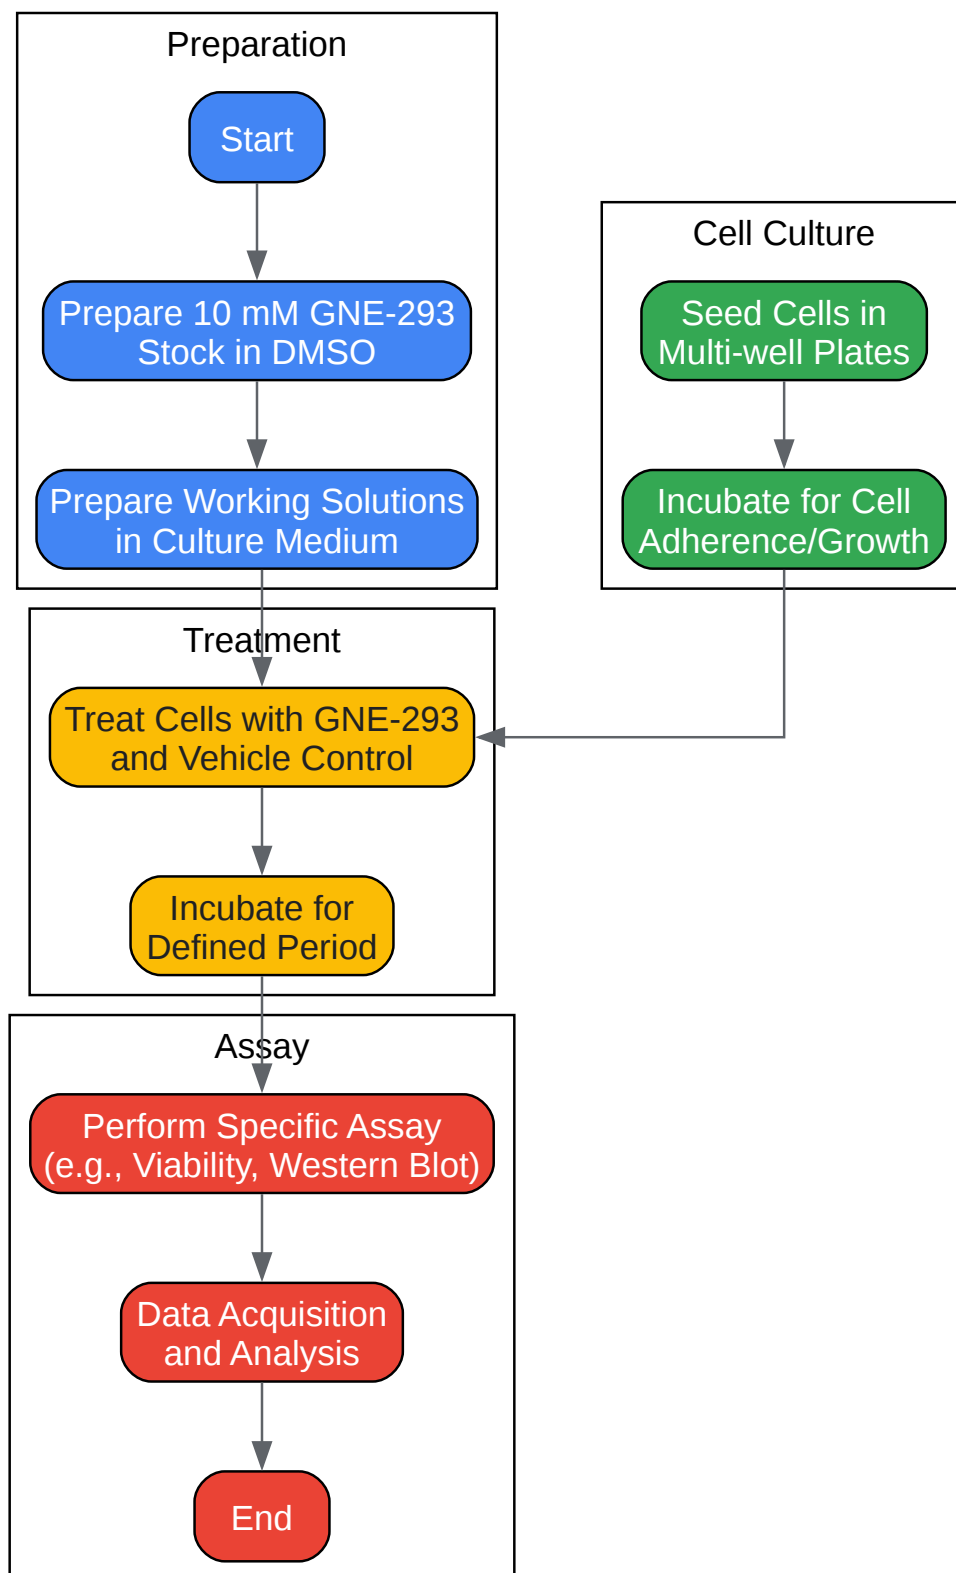 Preparation
Start
Prepare 10 mM GNE-293
Stock in DMSO
Prepare Working Solutions
in Culture Medium
Cell Culture
Seed Cells in
Multi-well Plates
Incubate for Cell
Adherence/Growth
Treatment
Treat Cells with GNE-293
and Vehicle Control
Incubate for
Defined Period
Assay
Perform Specific Assay
(e.g., Viability, Western Blot)
Data Acquisition
and Analysis
End